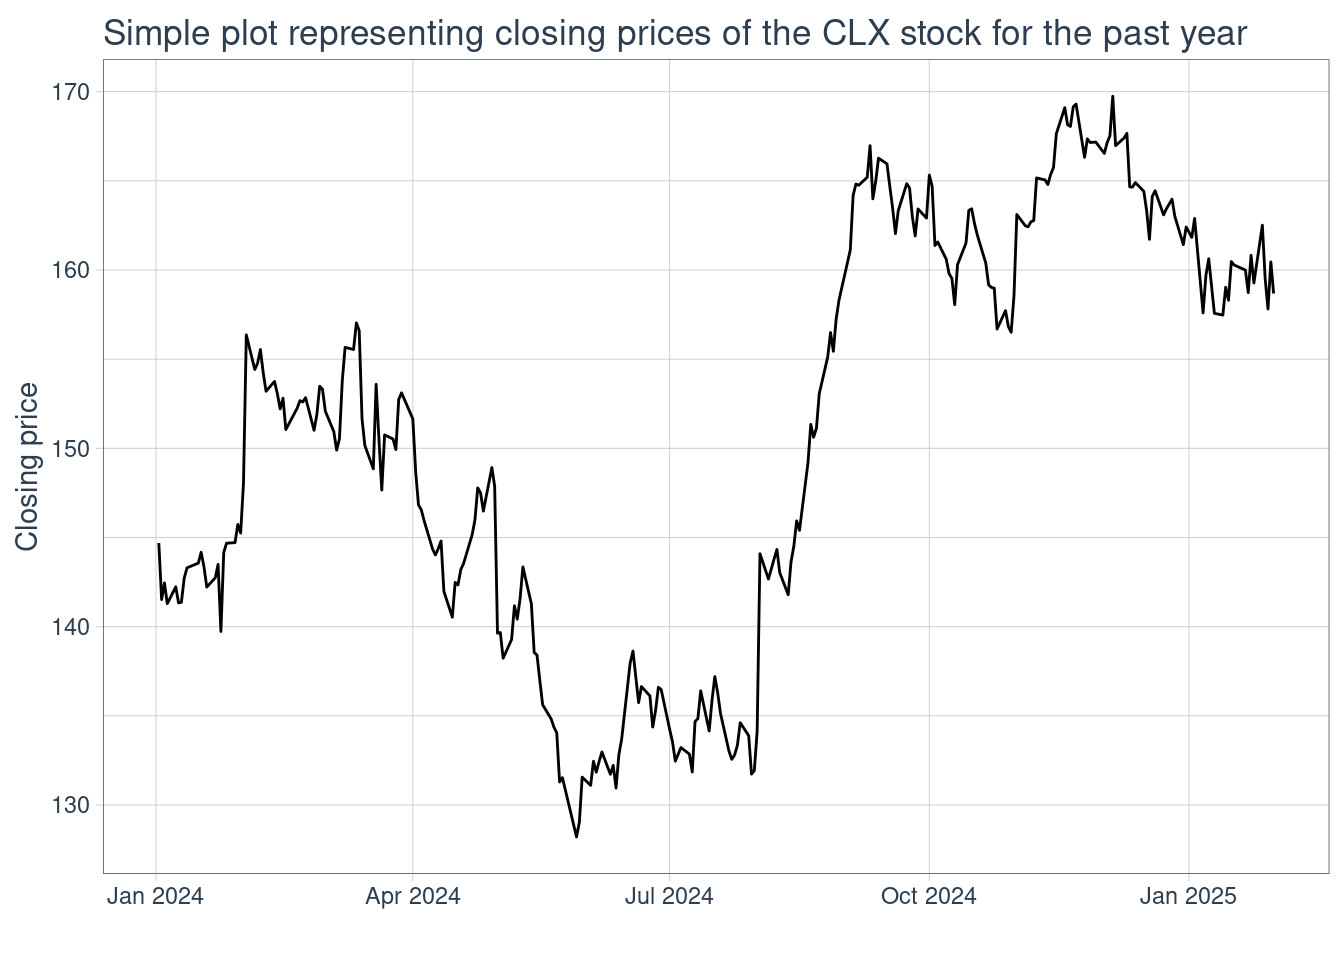 Simple plot representing closing prices of the CLX stock for the past year
Closing price
170
160
150
140
130
Jan 2024
Apr 2024
Jul 2024
Oct 2024
Jan 2025